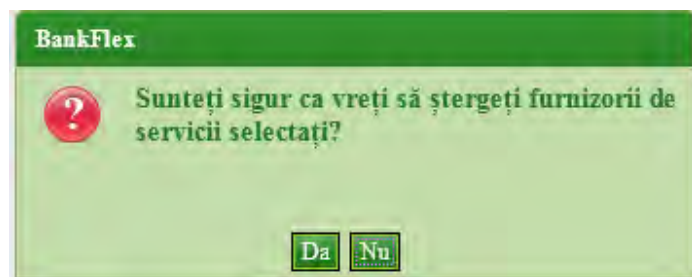 BankFlex
?
Sunteți sigur ca vreți să ștergeți furnizorii de
servicii selectați?
Da Nu